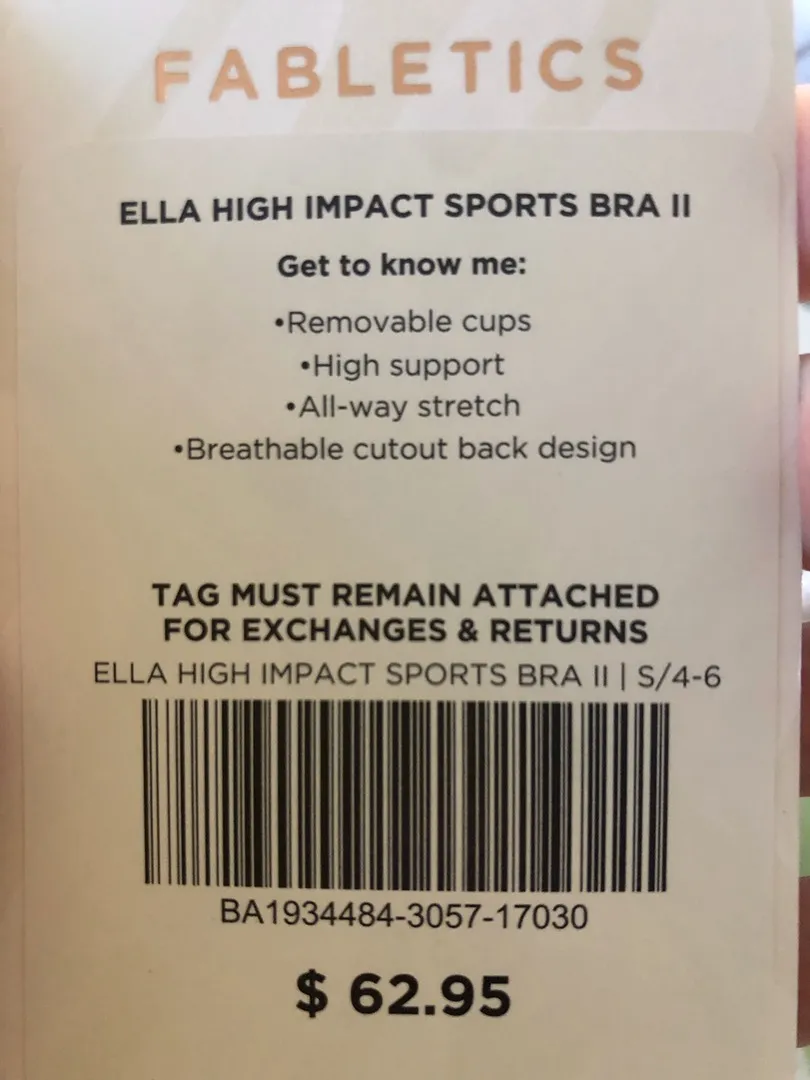 FABLETICS
ELLA HIGH IMPACT SPORTS BRA II
Get to know me:
•Removable cups
•High support
•All-way stretch
•Breathable cutout back design
TAG MUST REMAIN ATTACHED
FOR EXCHANGES & RETURNS
ELLA HIGH IMPACT SPORTS BRA II | S/4-6
BA1934484-3057-17030
$ 62.95